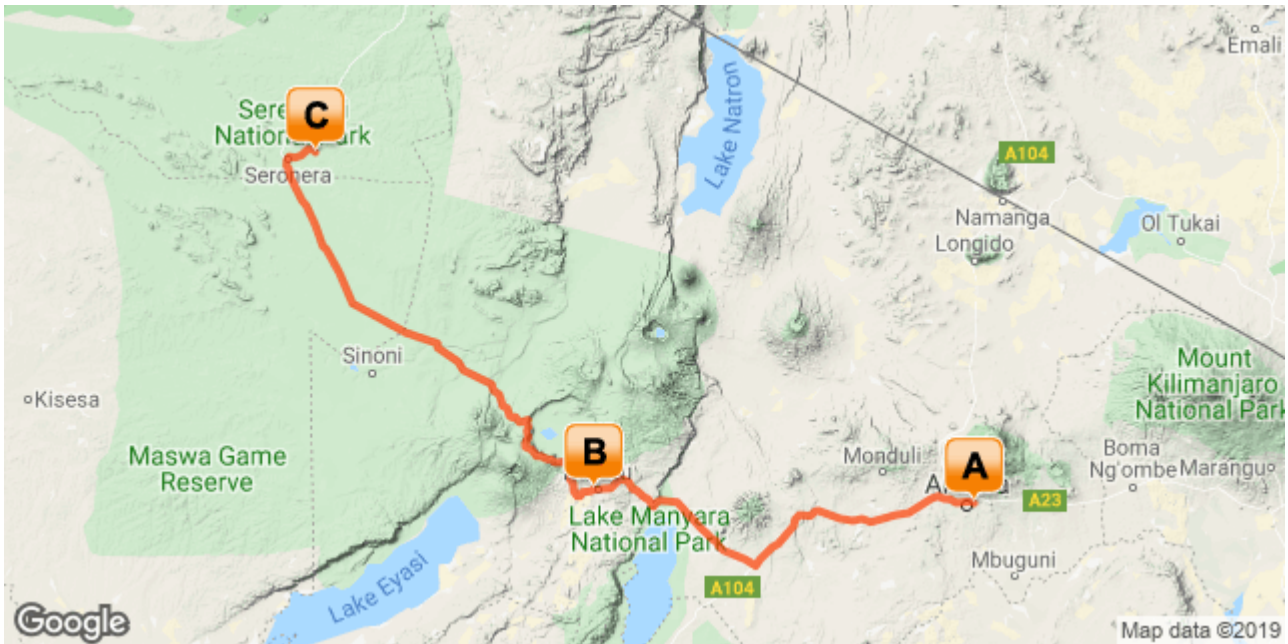 Emali
C
Sere
National Park
Seronera
Lake Natron
A104
Namanga
Longido
Ol Tukai
Sinoni
Kisesa
Mount
Kilimanjaro
National Park
Maswa Game
Reserve
B
Monduli
A
Boma
Ng'ombe
Marangu
A23
Lake Manyara
National Park
Mbuguni
Lake Eyasi
A104
Google
Map data ©2019